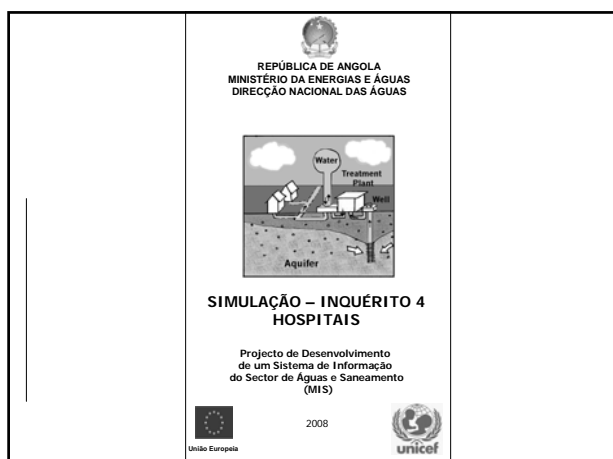 REPÚBLICA DE ANGOLA
MINISTÉRIO DA ENERGIAS E ÁGUAS
DIRECÇÃO NACIONAL DAS ÁGUAS
Water
Treatment
Plant
Well
Aquifer
SIMULAÇÃO – INQUÉRITO 4
HOSPITAIS
Projecto de Desenvolvimento
de um Sistema de Informação
do Sector de Águas e Saneamento
(MIS)
2008
União Europeia
unicef